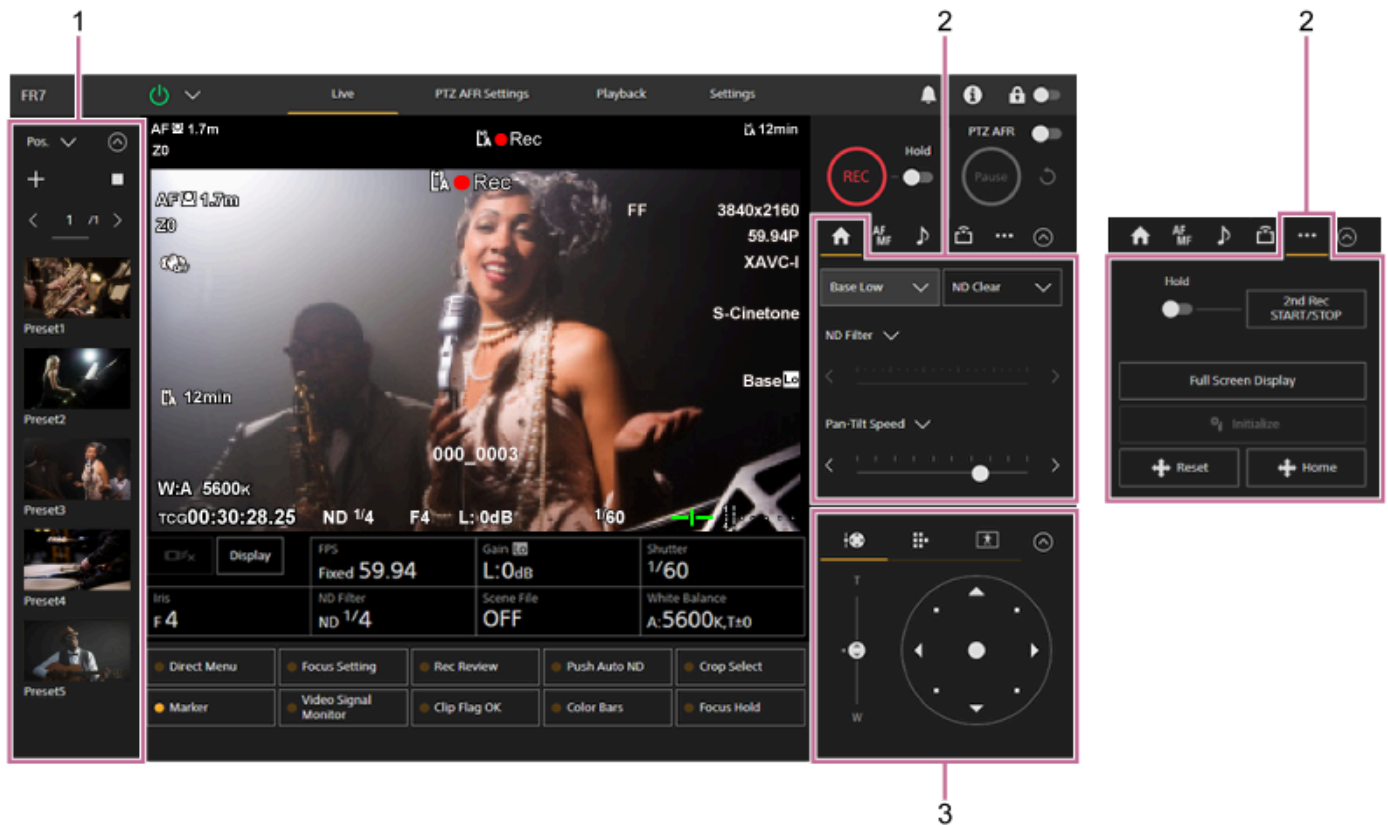 1
2
2
FR7
Live
PTZ AFR Settings
Playback
Settings
Pos.
1 /1
Preset1
Preset2
Preset3
Preset4
Preset5
AF 1.7m
Z0
A Rec
A 12min
AF 1.7m
Z0
A Rec
FF
3840x2160
59.94P
XAVC-I
S-Cinetone
Base Lo
A 12min
000_0003
W:A 5600K
TCG00:30:28.25 ND 1/4 F4 L: 0dB 1/60
Display
FPS
Fixed 59.94
Gain Lo
L:0dB
Shutter
1/60
Iris
F 4
ND Filter
ND 1/4
Scene File
OFF
White Balance
A:5600K,T±0
Direct Menu
Focus Setting
Rec Review
Push Auto ND
Crop Select
Marker
Video Signal
Monitor
Clip Flag OK
Color Bars
Focus Hold
REC
Hold
PTZ AFR
Pause
AF
MF
Base Low
ND Clear
ND Filter
Pan-Tilt Speed
T
W
AF
MF
Hold
2nd Rec
START/STOP
Full Screen Display
Initialize
Reset
Home
3